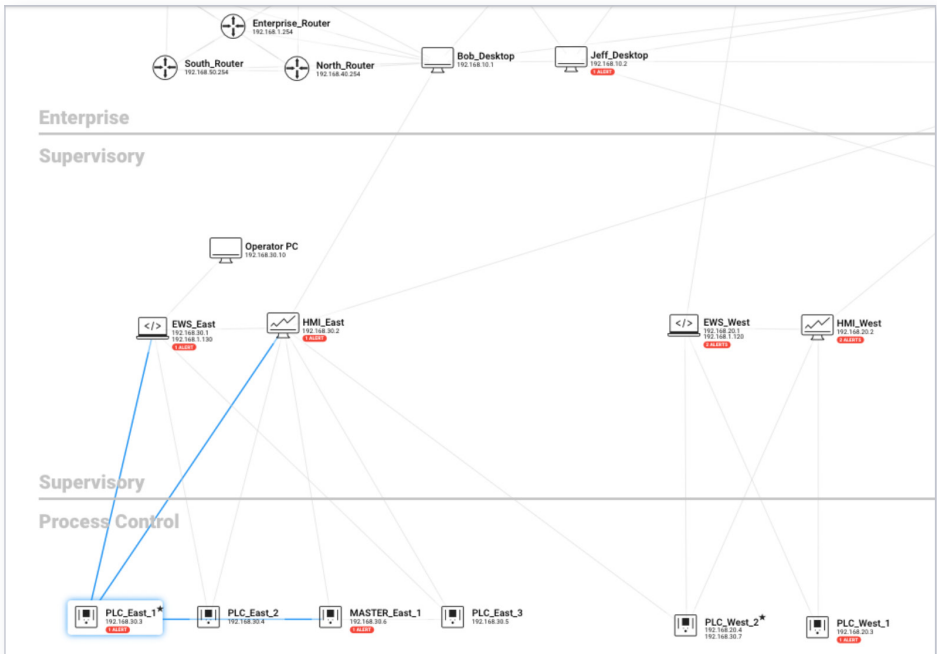 Enterprise_Router
192.168.1.254
South_Router
192.168.50.254
North_Router
192.168.40.254
Bob_Desktop
192.168.10.1
Jeff_Desktop
192.168.10.2
1 ALERT
Enterprise
Supervisory
Operator PC
192.168.30.10
EWS_East
192.168.30.1
192.168.1.130
1 ALERT
HMI_East
192.168.30.2
1 ALERT
EWS_West
192.168.20.1
192.168.1.120
2 ALERTS
HMI_West
192.168.20.2
2 ALERTS
Supervisory
Process Control
PLC_East_1★
192.168.30.3
1 ALERT
PLC_East_2
192.168.30.4
MASTER_East_1
192.168.30.6
1 ALERT
PLC_East_3
192.168.30.5
PLC_West_2★
192.168.20.4
192.168.30.7
PLC_West_1
192.168.20.3
1 ALERT